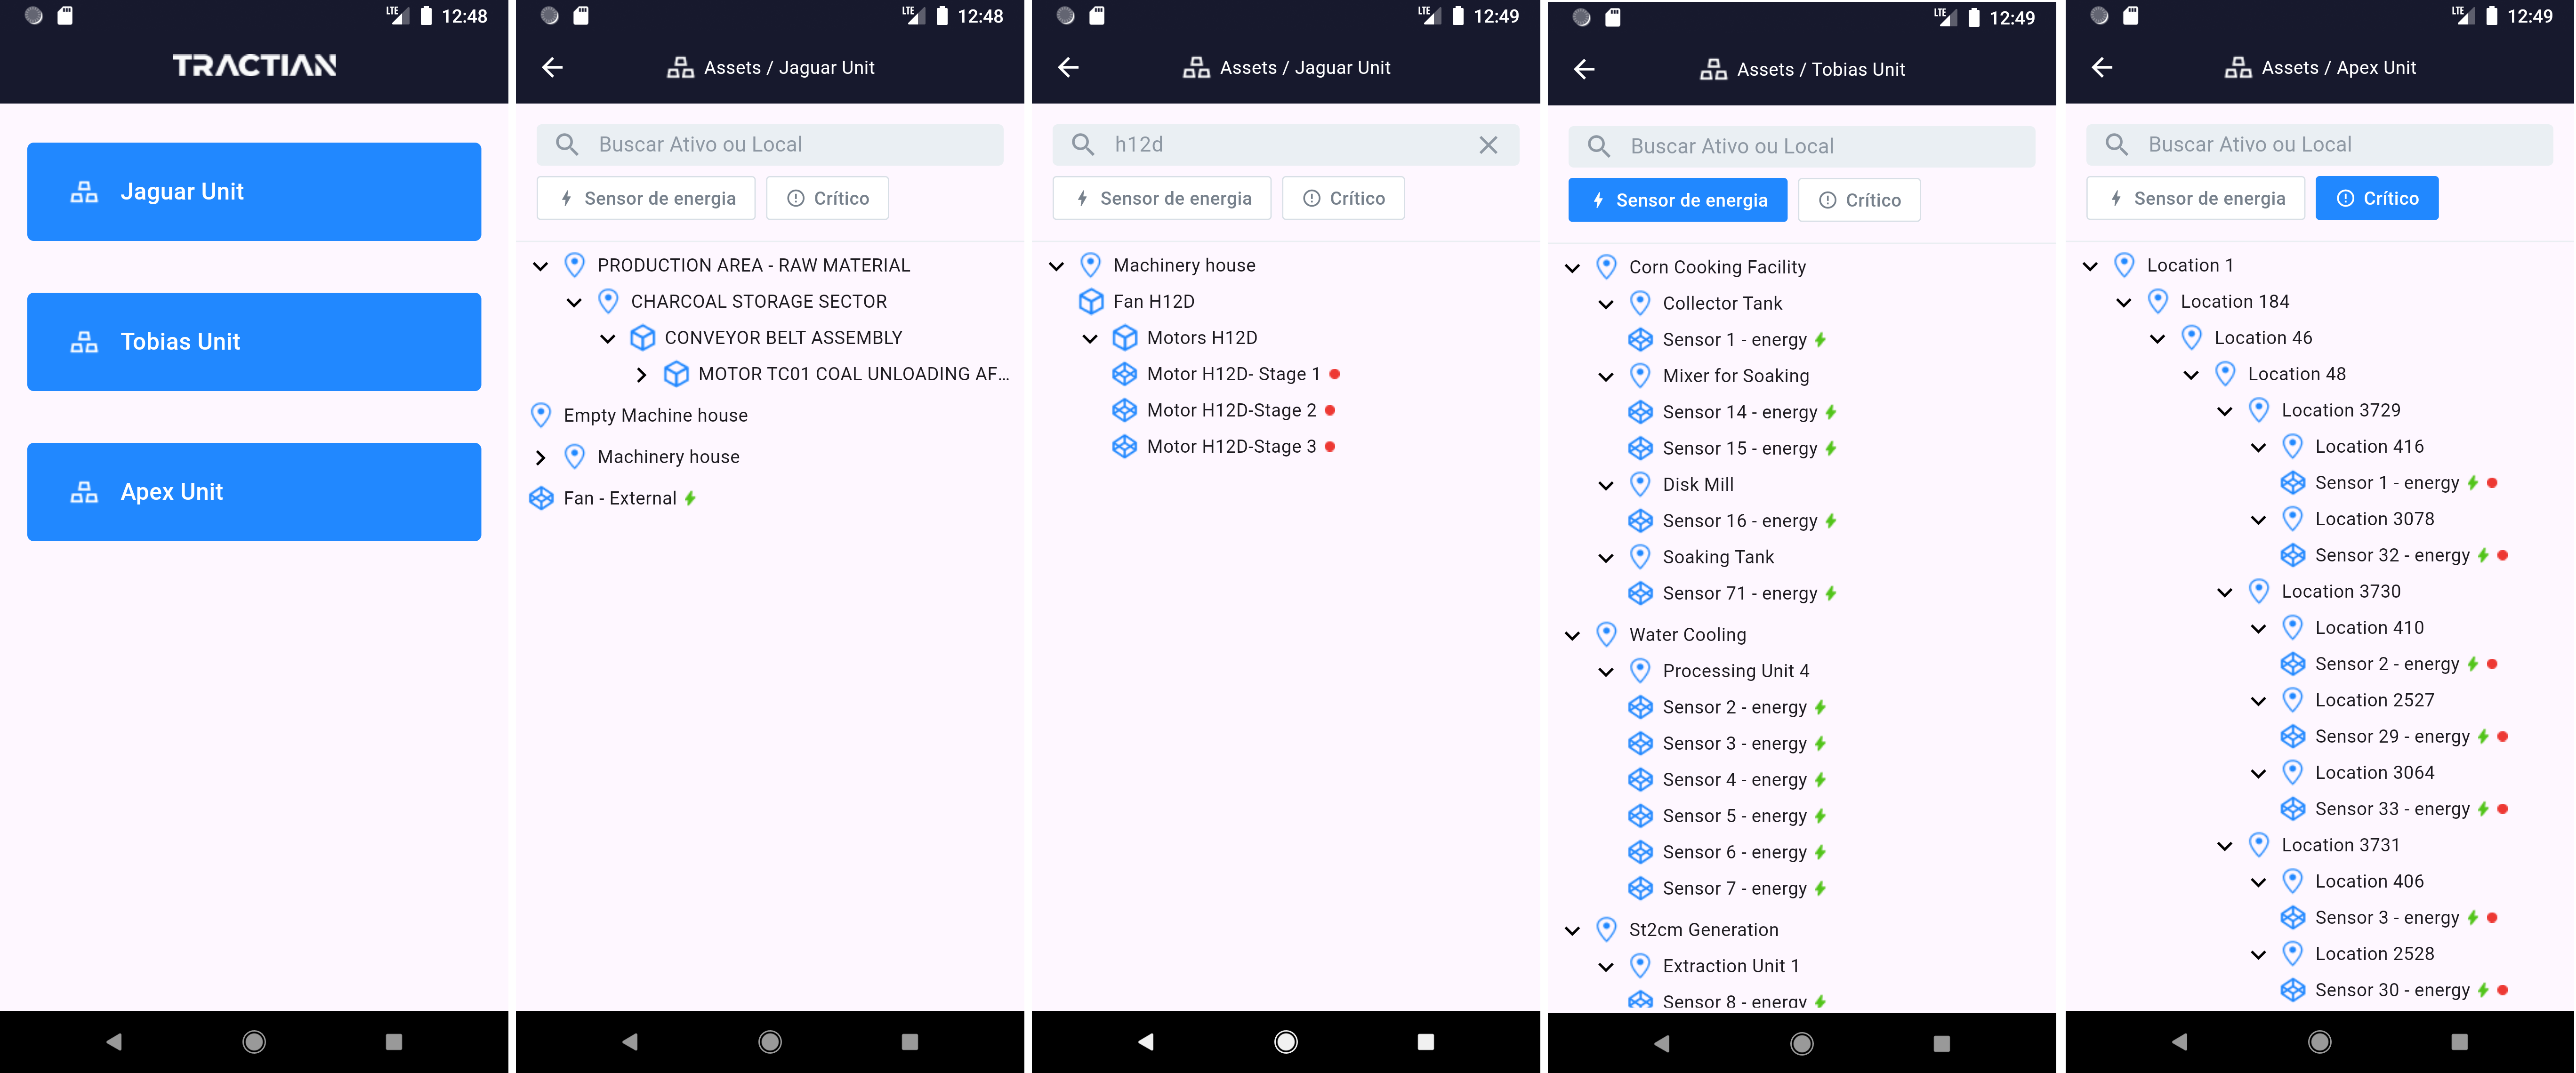 LTE 12:48
TRACTIAN
Jaguar Unit
Tobias Unit
Apex Unit
LTE 12:48
Assets / Jaguar Unit
Buscar Ativo ou Local
Sensor de energia Crítico
PRODUCTION AREA - RAW MATERIAL
CHARCOAL STORAGE SECTOR
CONVEYOR BELT ASSEMBLY
MOTOR TC01 COAL UNLOADING AF...
Empty Machine house
Machinery house
Fan - External
LTE 12:49
Assets / Jaguar Unit
h12d
Sensor de energia Crítico
Machinery house
Fan H12D
Motors H12D
Motor H12D- Stage 1
Motor H12D-Stage 2
Motor H12D-Stage 3
LTE 12:49
Assets / Tobias Unit
Buscar Ativo ou Local
Sensor de energia Crítico
Corn Cooking Facility
Collector Tank
Sensor 1 - energy
Mixer for Soaking
Sensor 14 - energy
Sensor 15 - energy
Disk Mill
Sensor 16 - energy
Soaking Tank
Sensor 71 - energy
Water Cooling
Processing Unit 4
Sensor 2 - energy
Sensor 3 - energy
Sensor 4 - energy
Sensor 5 - energy
Sensor 6 - energy
Sensor 7 - energy
St2cm Generation
Extraction Unit 1
Sensor 8 - energy
LTE 12:49
Assets / Apex Unit
Buscar Ativo ou Local
Sensor de energia Crítico
Location 1
Location 184
Location 46
Location 48
Location 3729
Location 416
Sensor 1 - energy
Location 3078
Sensor 32 - energy
Location 3730
Location 410
Sensor 2 - energy
Location 2527
Sensor 29 - energy
Location 3064
Sensor 33 - energy
Location 3731
Location 406
Sensor 3 - energy
Location 2528
Sensor 30 - energy